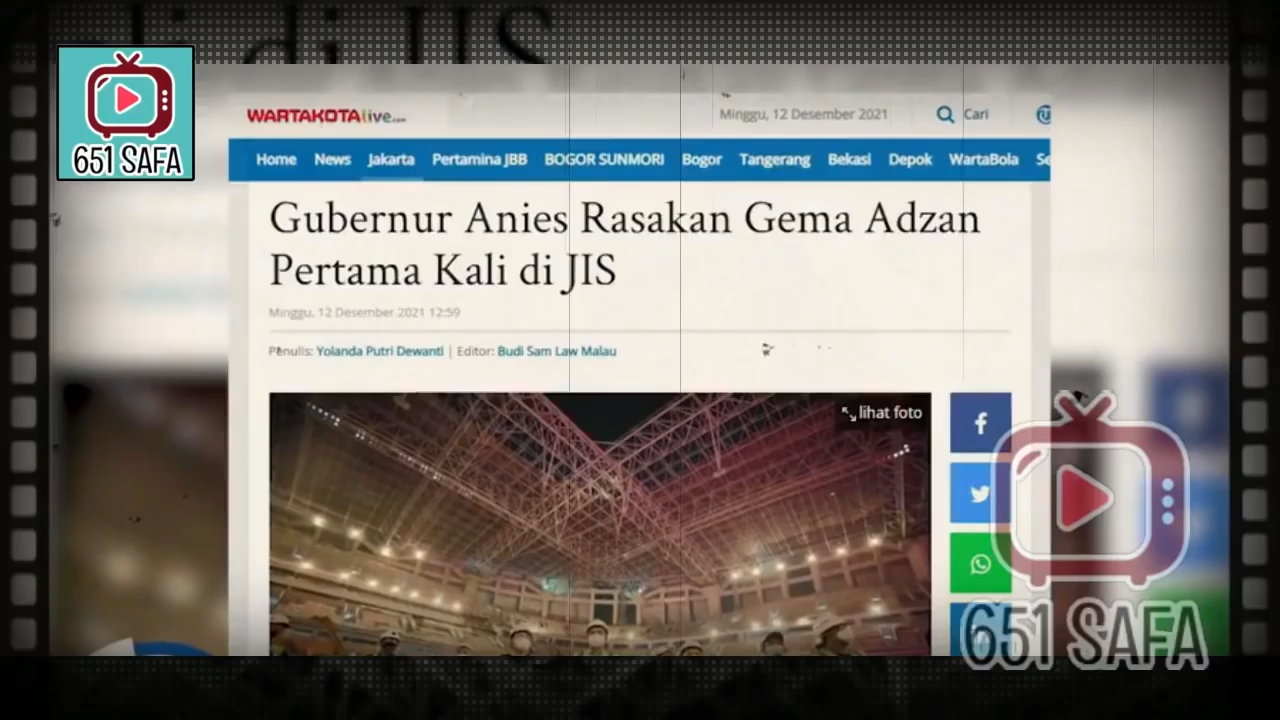 651 SAFA
WARTAKOTAlive.com
Minggu, 12 Desember 2021
Cari
Home News Jakarta Pertamina JBB BOGOR SUNMORI Bogor Tangerang Bekasi Depok WartaBola Se
Gubernur Anies Rasakan Gema Adzan
Pertama Kali di JIS
Minggu, 12 Desember 2021 12:59
Penulis: Yolanda Putri Dewanti | Editor: Budi Sam Law Malau
lihat foto
651 SAFA